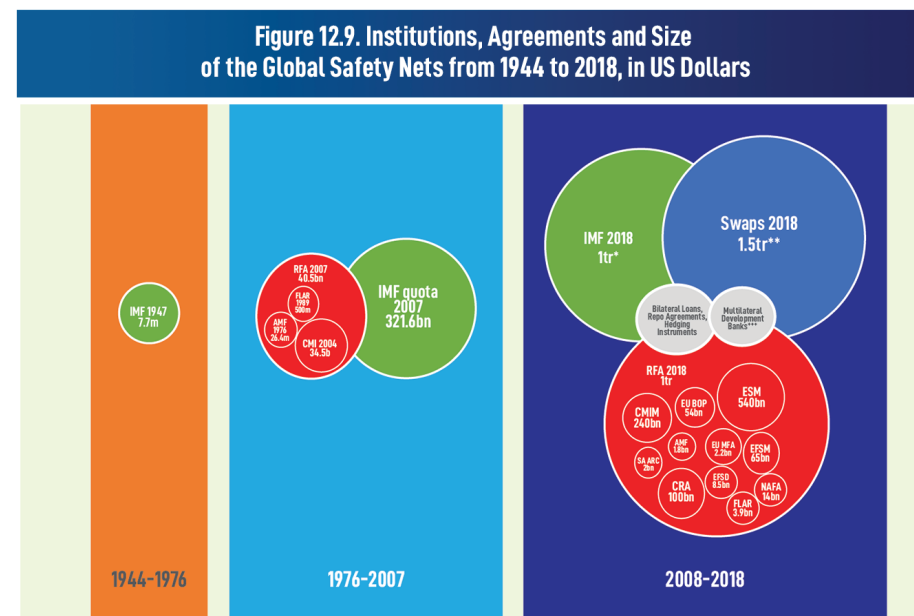 Figure 12.9. Institutions, Agreements and Size
of the Global Safety Nets from 1944 to 2018, in US Dollars
IMF 1947
7.7m
1944-1976
RFA 2007
40.5bn
FLAR
1989
500m
AMF
1976
26.4m
CMI 2004
34.5b
IMF quota
2007
321.6bn
1976-2007
IMF 2018
1tr*
Swaps 2018
1.5tr**
Bilateral Loans,
Repo Agreements,
Hedging
Instruments
Multilateral
Development
Banks***
RFA 2018
1tr
ESM
540bn
EU BOP
54bn
CMIM
240bn
AMF
1.8bn
EU MFA
2.2bn
EFSM
65bn
SA ARC
2bn
CRA
100bn
EFSD
8.5bn
NAFA
14bn
FLAR
3.9bn
2008-2018